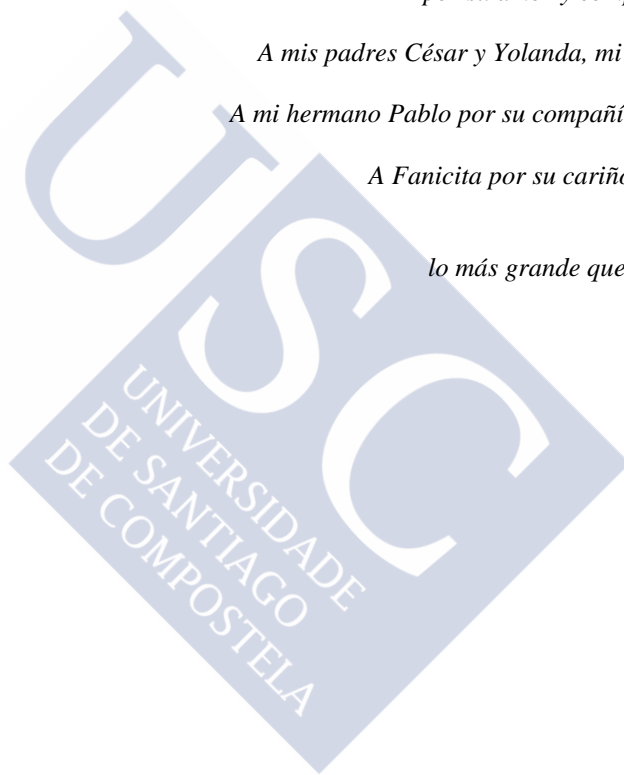 A mis padres César y Yolanda, mi
A mi hermano Pablo por su compañí
A Fanicita por su cariño
lo más grande que
USC
UNIVERSIDADE
DE SANTIAGO
DE COMPOSTELA